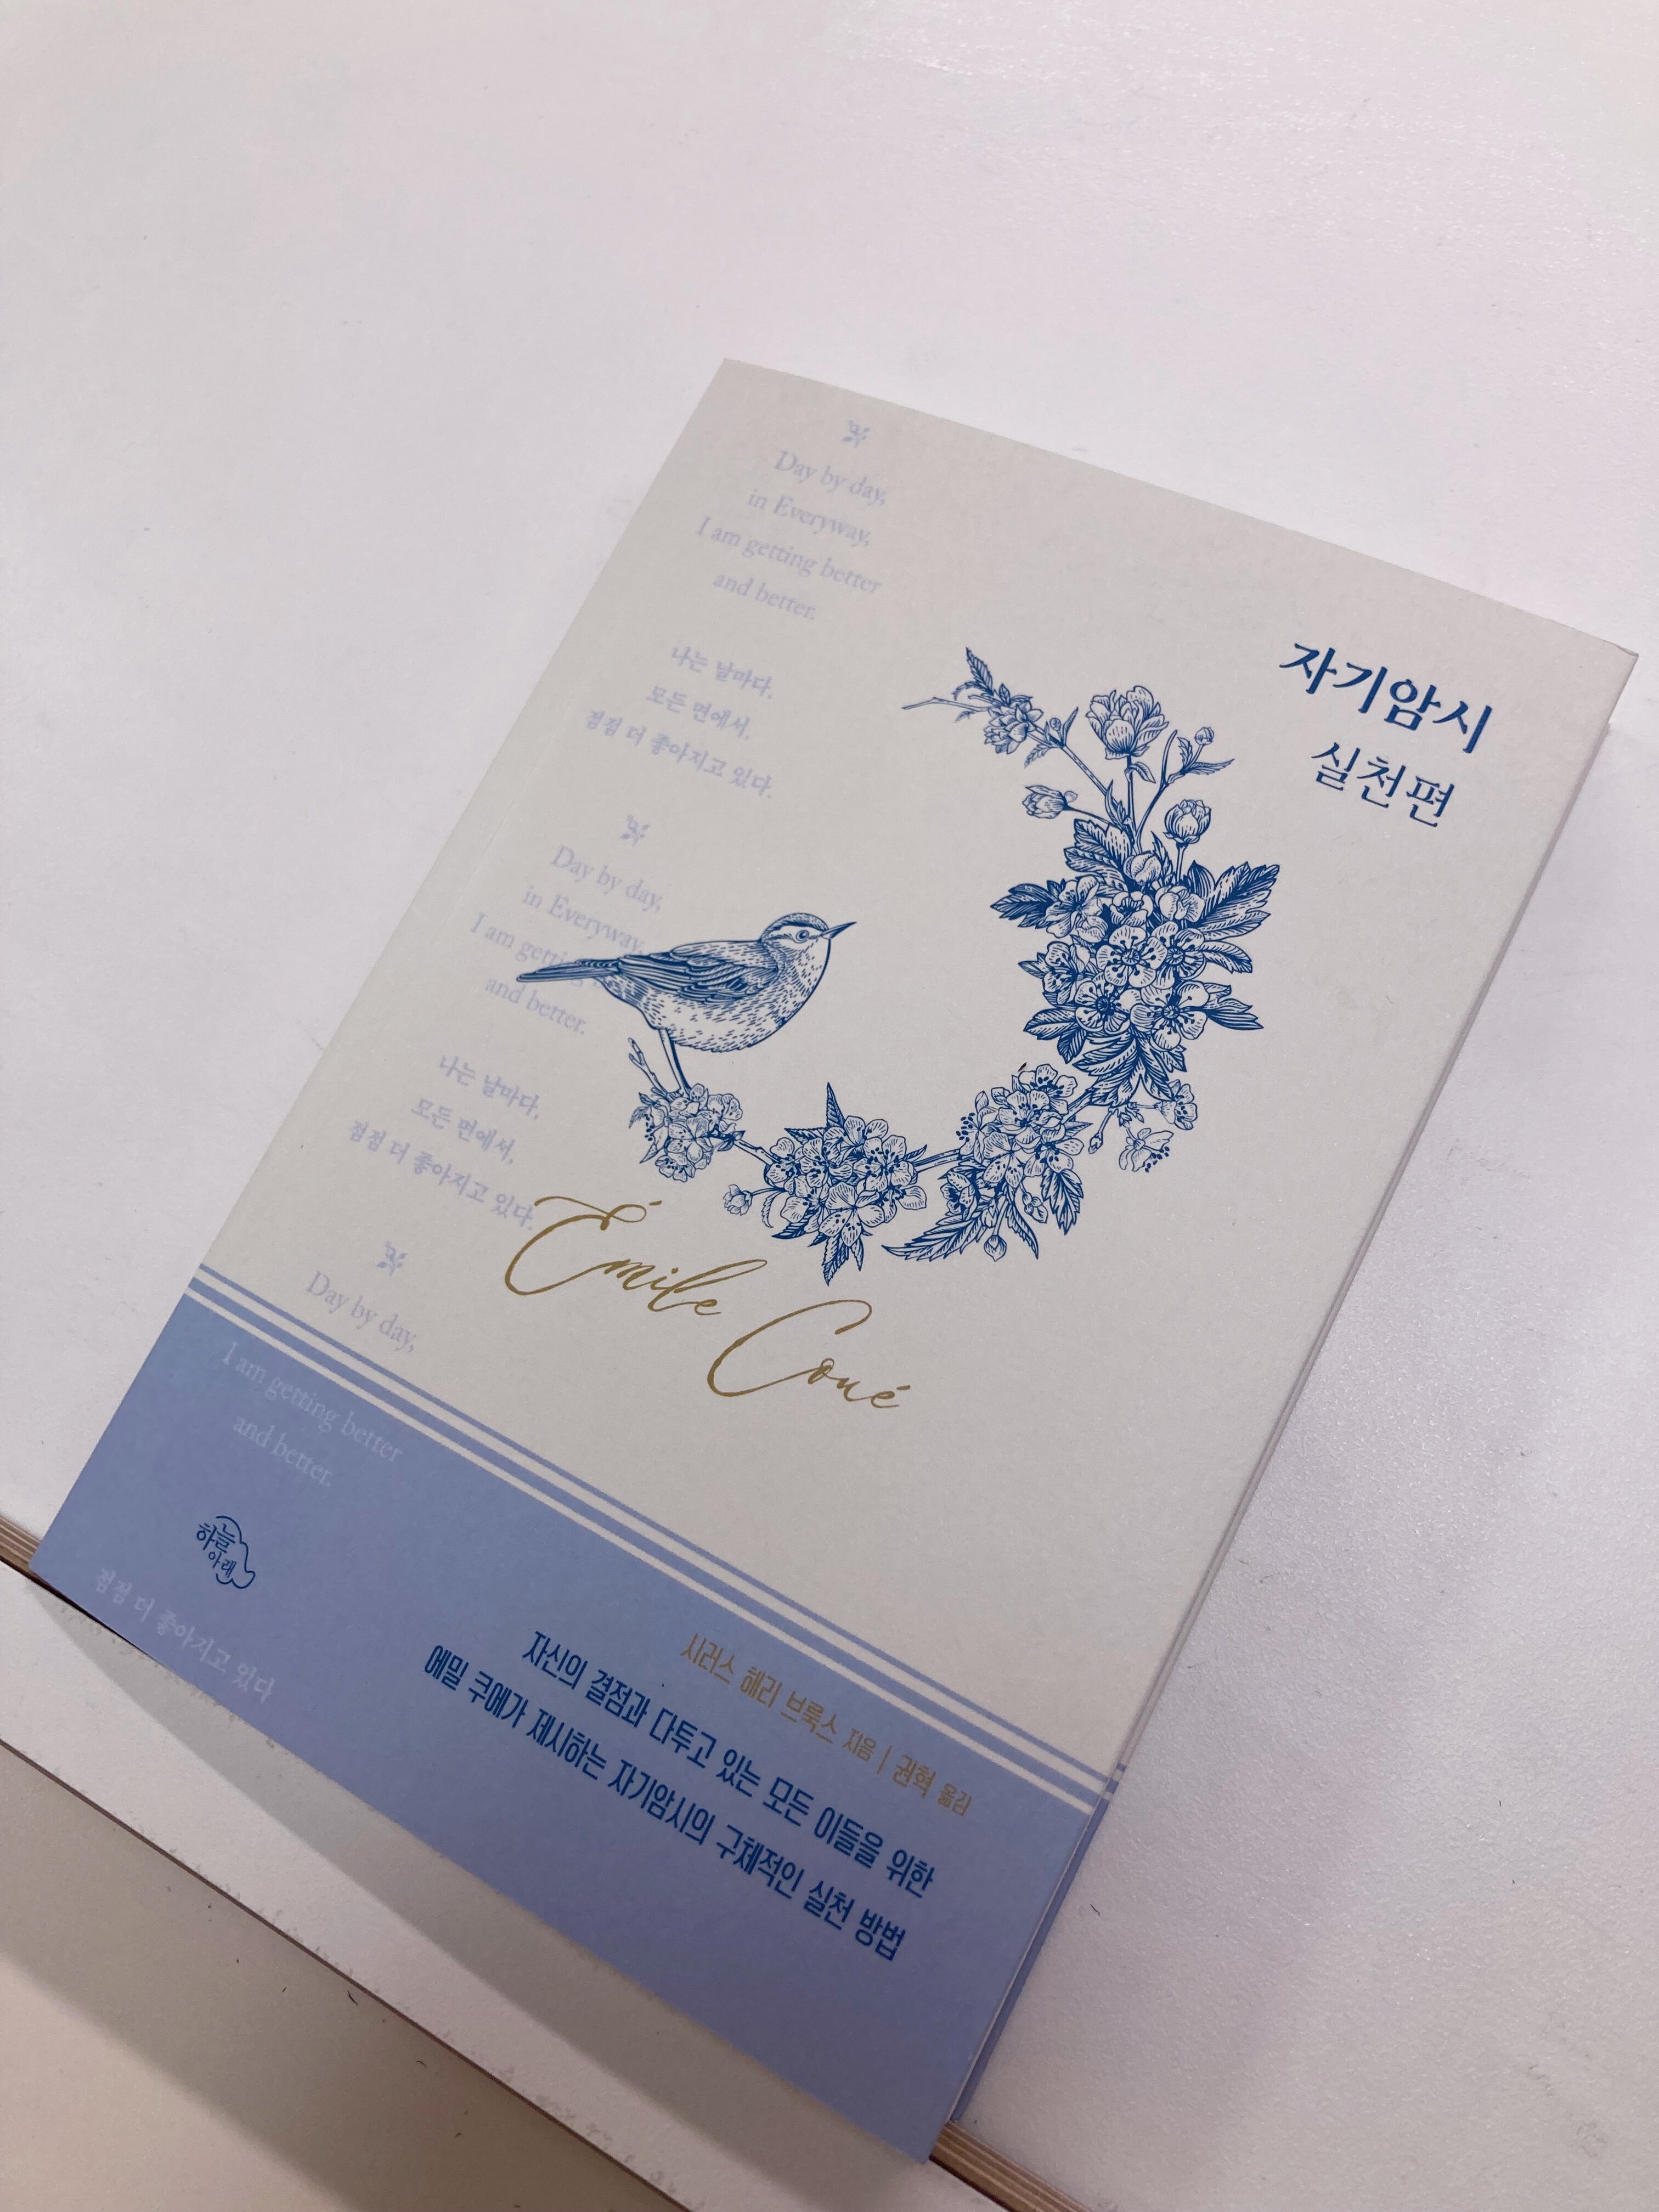 Day by day,
in Everyway,
I am getting better
and better.
나는 날마다,
모든 면에서,
점점 더 좋아지고 있다.
자기암시
실천편
Day by day,
in Everyway,
I am getting
and better.
나는 날마다,
모든 면에서,
점점 더 좋아지고 있다.
Émile Coué
Day by day,
I am getting better
and better.
하늘
아래
점점 더 좋아지고 있다
시러스 해리 브룩스 지음 | 권혁 옮김
자신의 결점과 다투고 있는 모든 이들을 위한
에밀 쿠에가 제시하는 자기암시의 구체적인 실천 방법